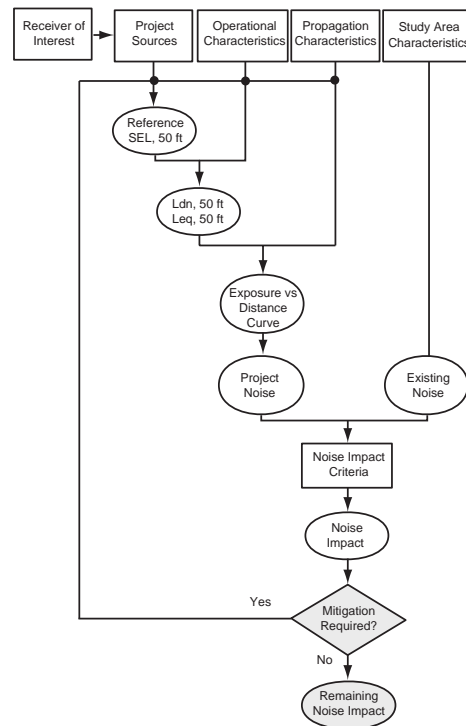 Receiver of
Interest
Project
Sources
Operational
Characteristics
Propagation
Characteristics
Study Area
Characteristics
Reference
SEL, 50 ft
Ldn, 50 ft
Leq, 50 ft
Exposure vs
Distance
Curve
Project
Noise
Existing
Noise
Noise Impact
Criteria
Noise
Impact
Yes
Mitigation
Required?
No
Remaining
Noise Impact